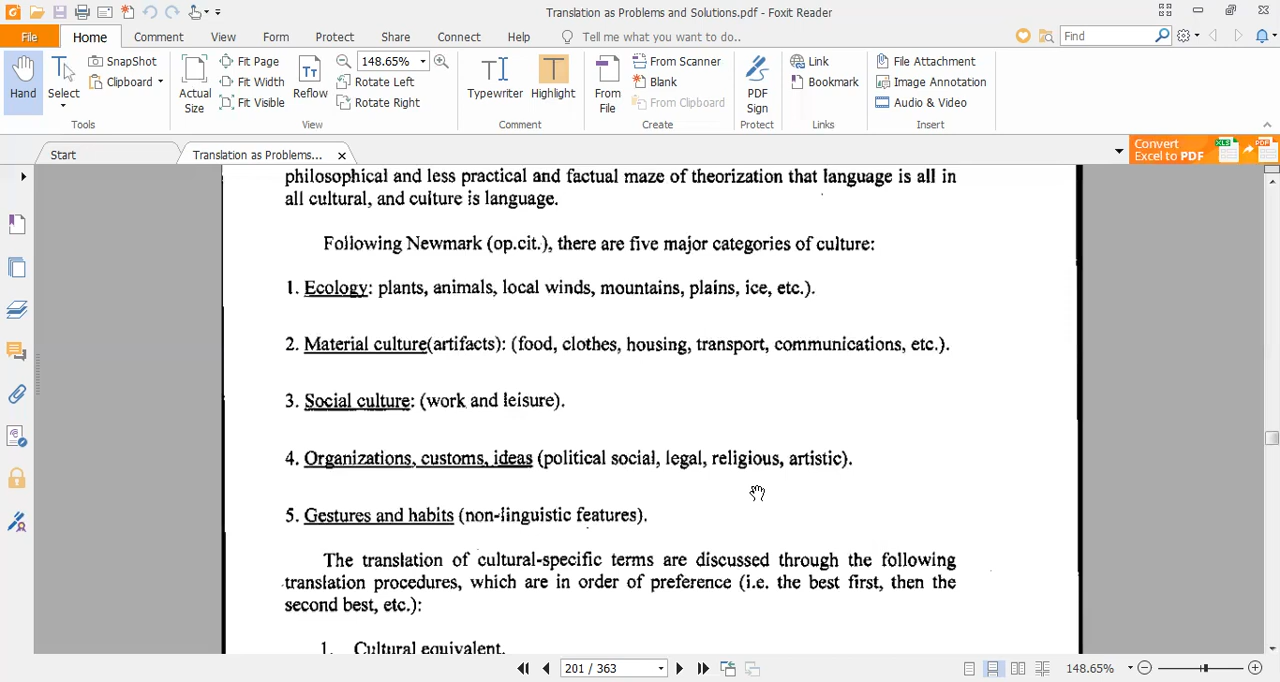 Translation as Problems and Solutions.pdf - Foxit Reader
File Home Comment View Form Protect Share Connect Help Tell me what you want to do.. Find
Hand
Select
SnapShot
Clipboard
Tools
Actual Size
Fit Page
Fit Width
Fit Visible
Reflow
148.65%
Rotate Left
Rotate Right
View
Typewriter
Highlight
Comment
From File
From Scanner
Blank
From Clipboard
Create
PDF Sign
Protect
Link
Bookmark
Links
File Attachment
Image Annotation
Audio & Video
Insert
Start
Translation as Problems...
Convert
Excel to PDF
XLS
PDF
philosophical and less practical and factual maze of theorization that language is all in
all cultural, and culture is language.
Following Newmark (op.cit.), there are five major categories of culture:
1. Ecology: plants, animals, local winds, mountains, plains, ice, etc.).
2. Material culture(artifacts): (food, clothes, housing, transport, communications, etc.).
3. Social culture: (work and leisure).
4. Organizations, customs, ideas (political social, legal, religious, artistic).
5. Gestures and habits (non-linguistic features).
The translation of cultural-specific terms are discussed through the following
translation procedures, which are in order of preference (i.e. the best first, then the
second best, etc.):
1. Cultural equivalent.
201 / 363
148.65%